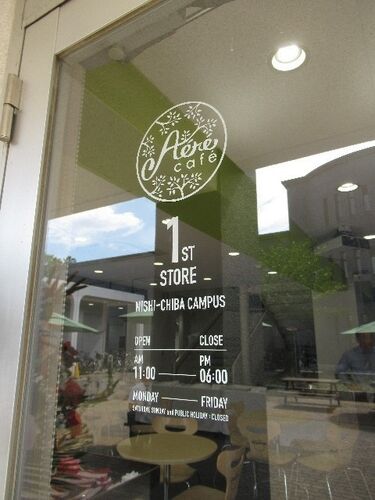 Aére
café
1ST
STORE
NISHI-CHIBA CAMPUS
OPEN CLOSE
AM PM
11:00 — 06:00
MONDAY — FRIDAY
SATURDAY, SUNDAY and PUBLIC HOLIDAY : CLOSED